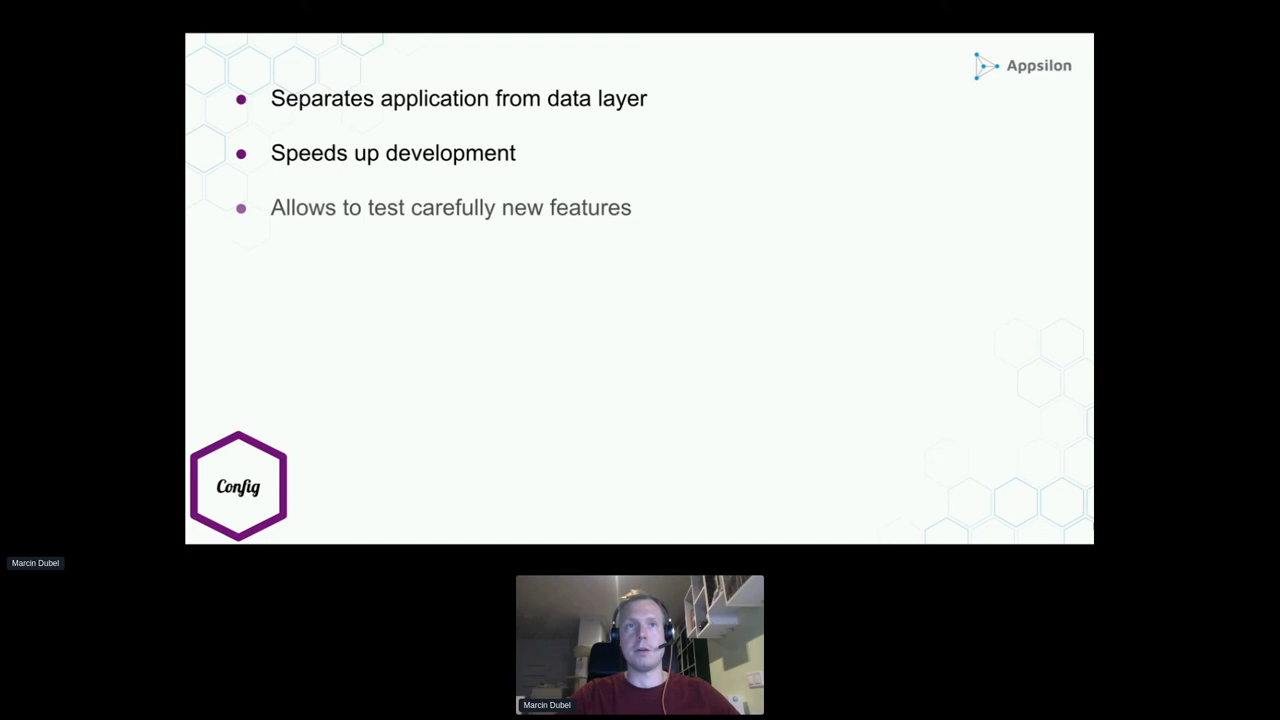 Appsilon
Separates application from data layer
Speeds up development
Allows to test carefully new features
Config
Marcin Dubel
Marcin Dubel